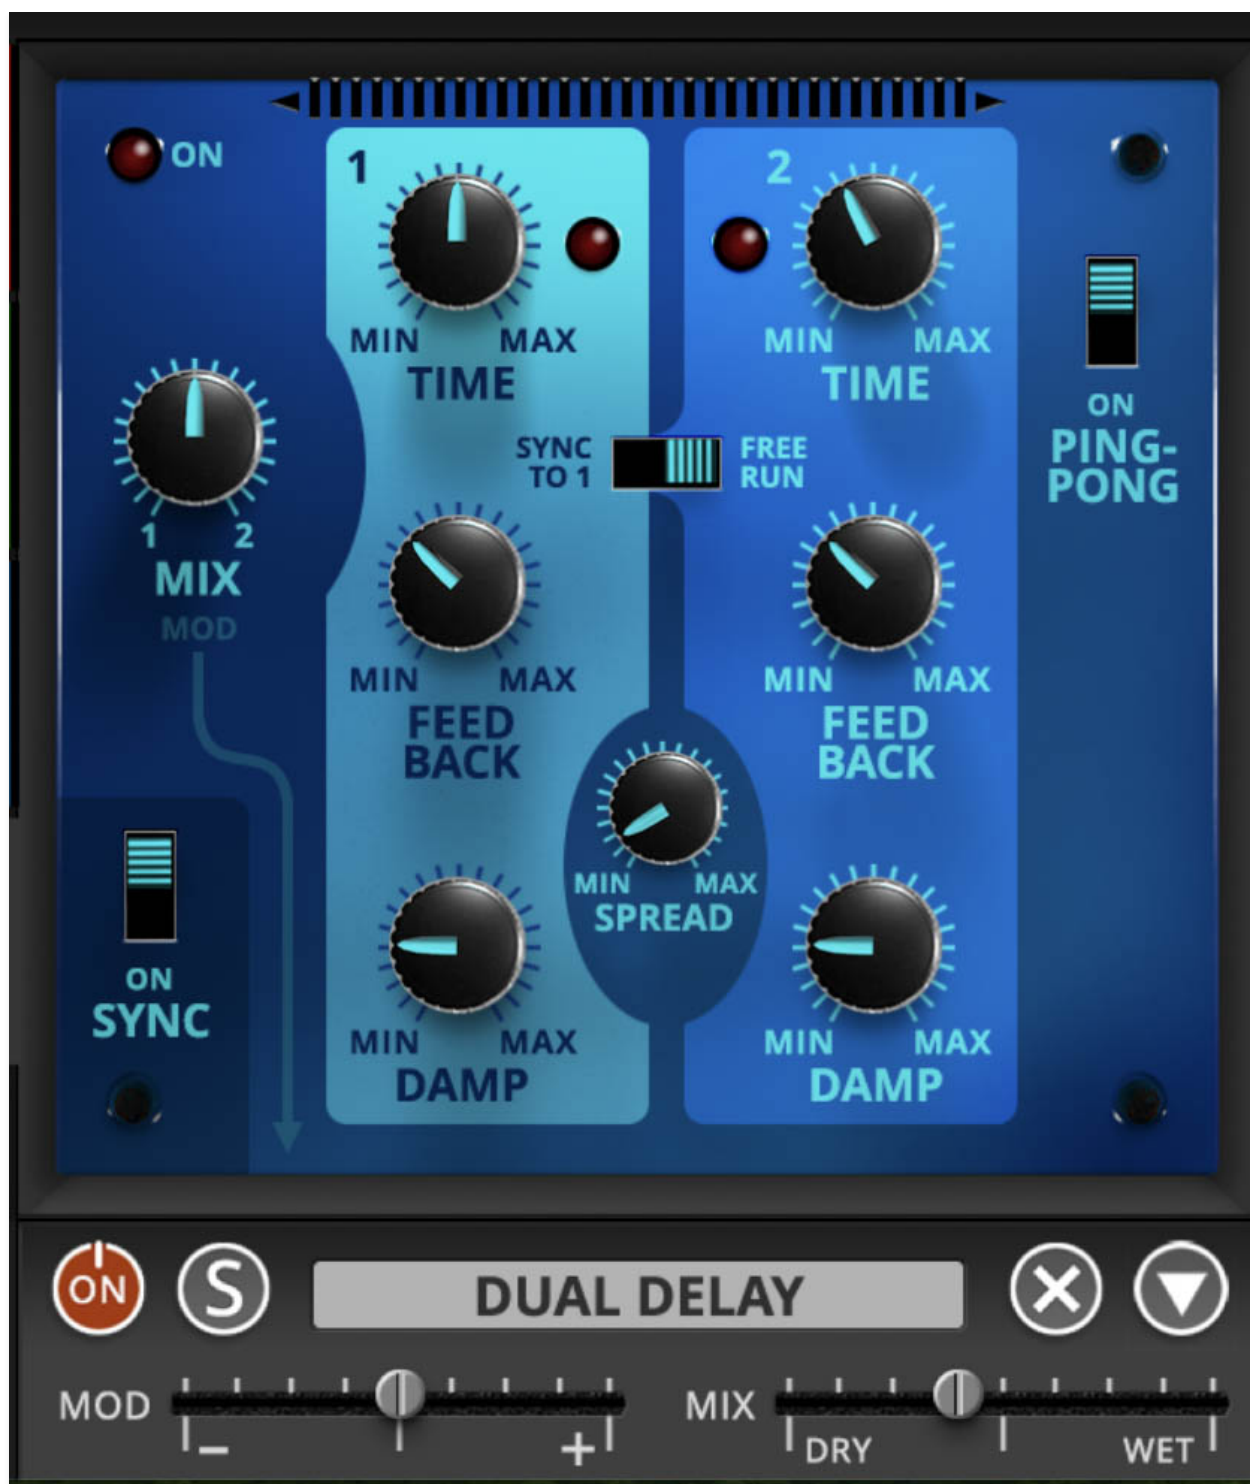 ON
1
MIN MAX
TIME
2
MIN MAX
TIME
ON
PING-
PONG
SYNC
TO 1
FREE
RUN
1 2
MIX
MOD
MIN MAX
FEED
BACK
MIN MAX
FEED
BACK
MIN MAX
SPREAD
ON
SYNC
MIN MAX
DAMP
MIN MAX
DAMP
ON
S
DUAL DELAY
MOD
− +
MIX
DRY WET